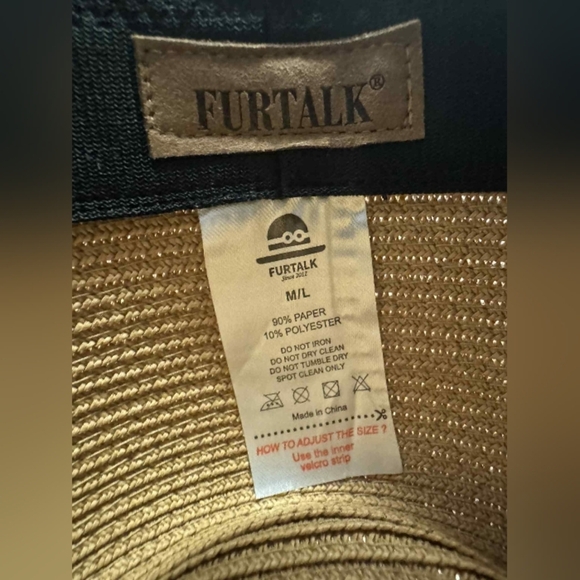 FURTALK®
FURTALK
Since 2012
M/L
90% PAPER
10% POLYESTER
DO NOT IRON
DO NOT DRY CLEAN
DO NOT TUMBLE DRY
SPOT CLEAN ONLY
Made in China
HOW TO ADJUST THE SIZE ?
Use the inner
velcro strip